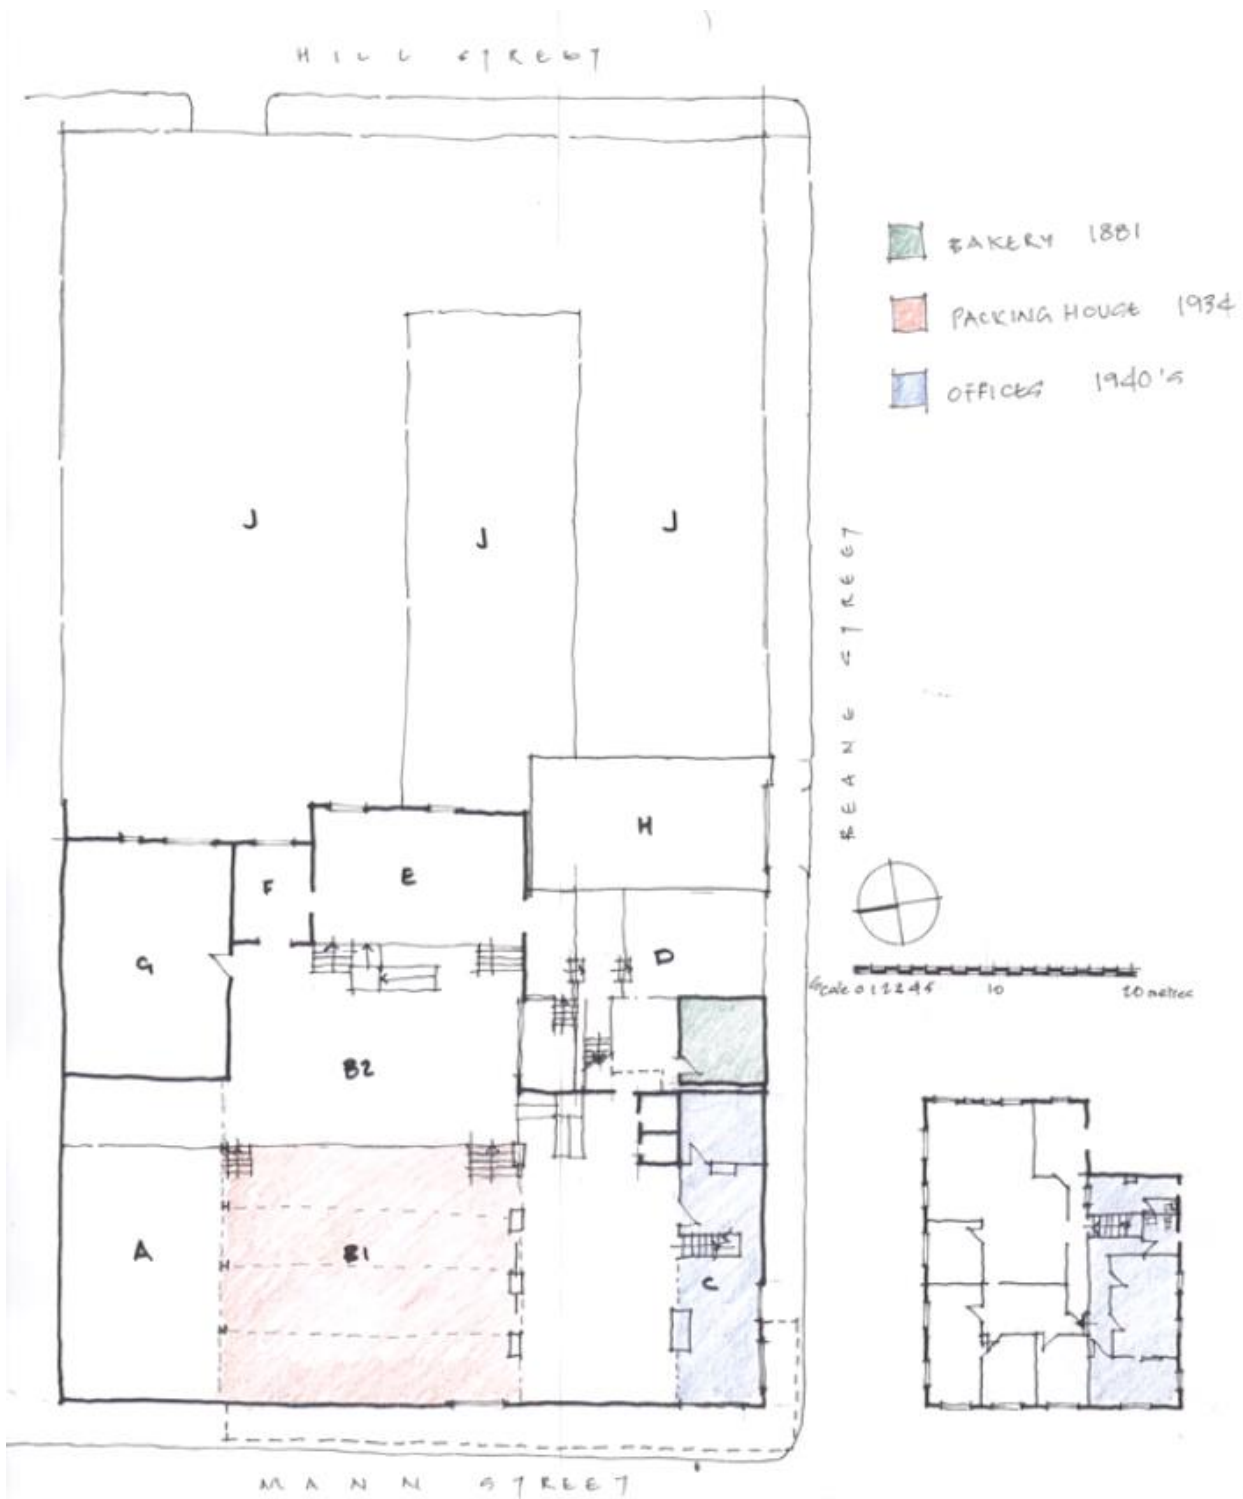 HILL STREET
BAKERY 1881
PACKING HOUSE 1934
OFFICES 1940'S
J
J
J
BEANE STREET
H
E
F
G
D
Scale 0 1 2 3 4 5 10 20 metres
B2
A
B1
C
MANN STREET